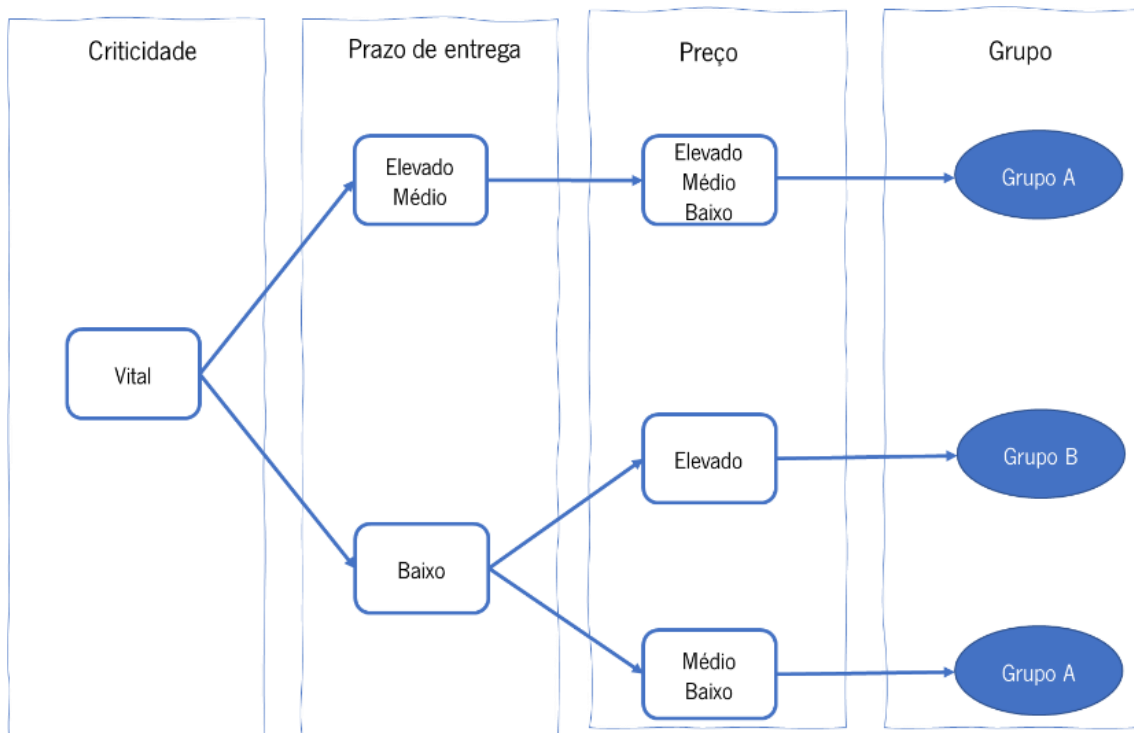 Criticidade
Prazo de entrega
Preço
Grupo
Elevado
Médio
Elevado
Médio
Baixo
Grupo A
Vital
Elevado
Grupo B
Baixo
Médio
Baixo
Grupo A